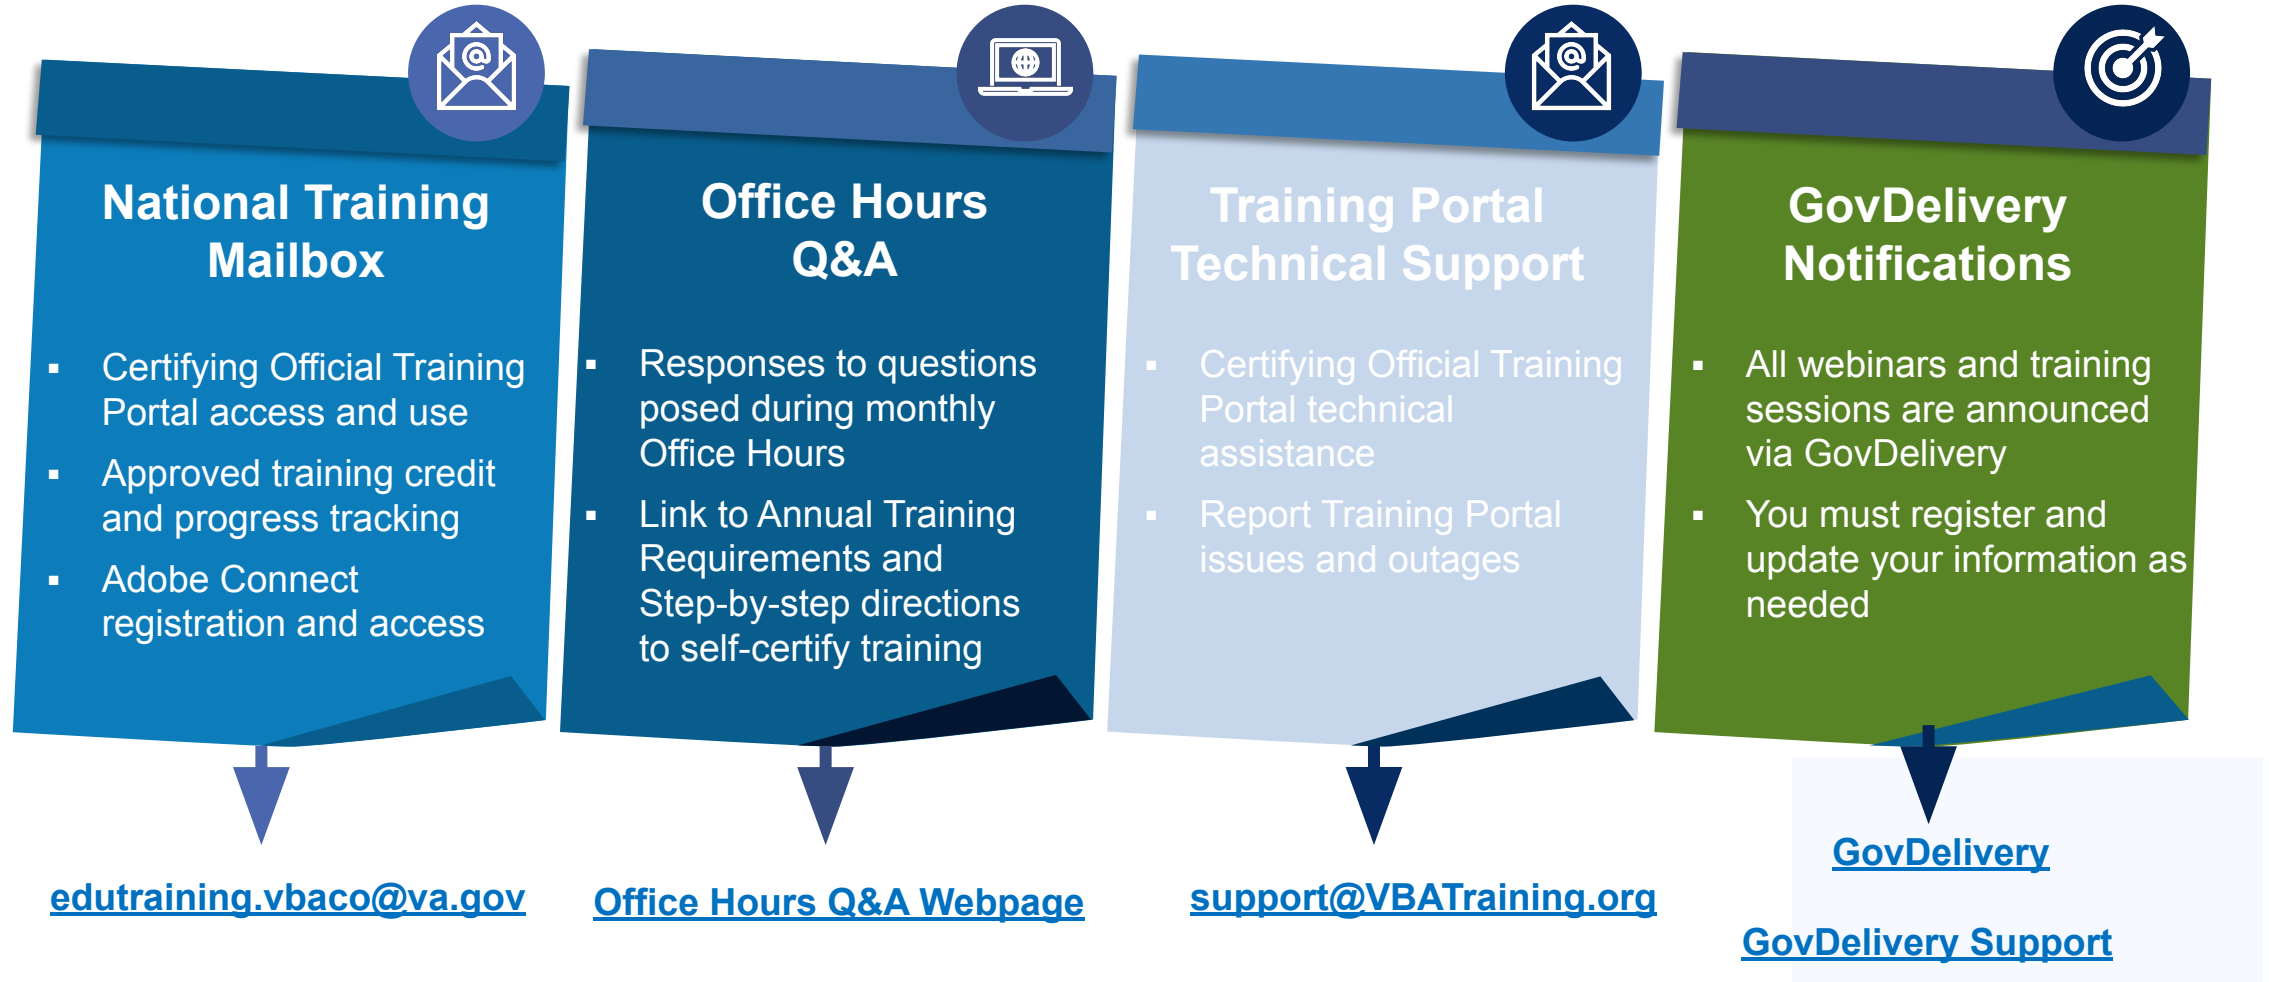 National Training
Mailbox
▪ Certifying Official Training
Portal access and use
▪ Approved training credit
and progress tracking
▪ Adobe Connect
registration and access
edutraining.vbaco@va.gov
Office Hours
Q&A
▪ Responses to questions
posed during monthly
Office Hours
▪ Link to Annual Training
Requirements and
Step-by-step directions
to self-certify training
Office Hours Q&A Webpage
Training Portal
Technical Support
▪ Certifying Official Training
Portal technical
assistance
▪ Report Training Portal
issues and outages
support@VBATraining.org
GovDelivery
Notifications
▪ All webinars and training
sessions are announced
via GovDelivery
▪ You must register and
update your information as
needed
GovDelivery
GovDelivery Support